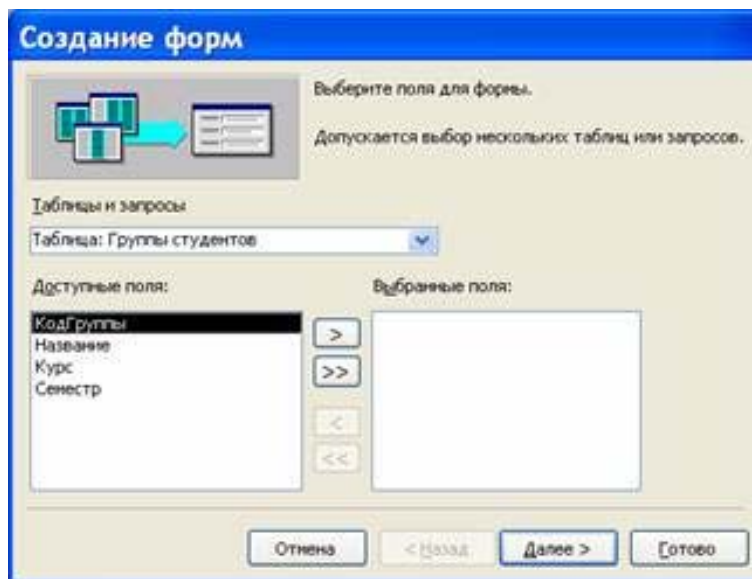 Создание форм
Выберите поля для формы.
Допускается выбор нескольких таблиц или запросов.
Таблицы и запросы
Таблица: Группы студентов
Доступные поля:
Выбранные поля:
КодГруппы
Название
Курс
Семестр
>
>>
<
<<
Отмена
< Назад
Далее >
Готово